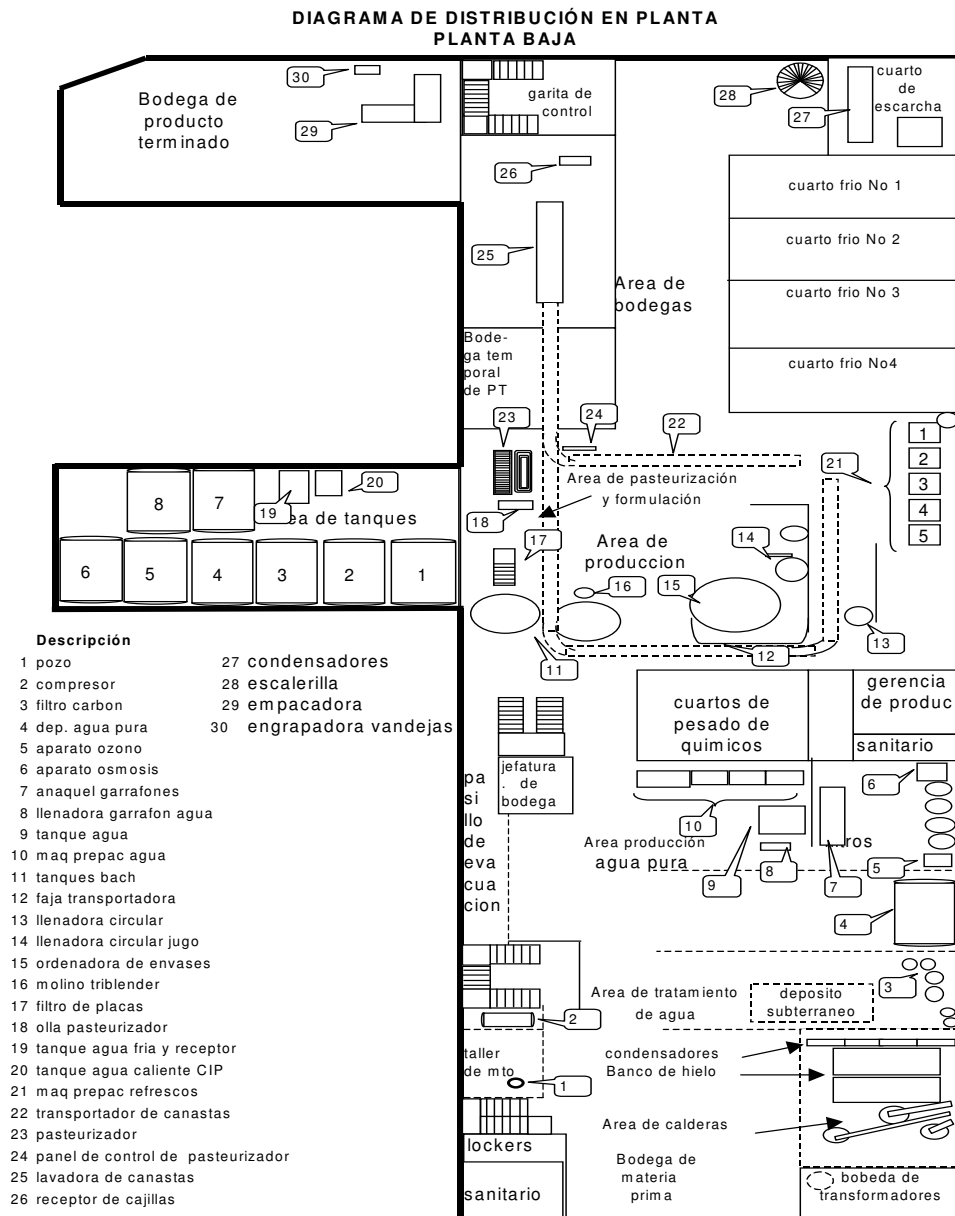 DIAGRAMA DE DISTRIBUCIÓN EN PLANTA
PLANTA BAJA
30
Bodega de
producto
terminado
29
garita de
control
28
27
cuarto
de
escarcha
26
25
cuarto frio No 1
cuarto frio No 2
cuarto frio No 3
cuarto frio No4
Area de
bodegas
Bode-
ga tem
poral
de PT
23
24
22
21
1
2
3
4
5
Area de pasteurización
y formulación
Area de
produccion
8
7
19
20
ea de tanques
6
5
4
3
2
1
18
17
16
15
14
13
12
11
Descripción
1 pozo
2 compresor
3 filtro carbon
4 dep. agua pura
5 aparato ozono
6 aparato osmosis
7 anaquel garrafones
8 llenadora garrafon agua
9 tanque agua
10 maq prepac agua
11 tanques bach
12 faja transportadora
13 llenadora circular
14 llenadora circular jugo
15 ordenadora de envases
16 molino triblender
17 filtro de placas
18 olla pasteurizador
19 tanque agua fria y receptor
20 tanque agua caliente CIP
21 maq prepac refrescos
22 transportador de canastas
23 pasteurizador
24 panel de control de pasteurizador
25 lavadora de canastas
26 receptor de cajillas
27 condensadores
28 escalerilla
29 empacadora
30 engrapadora vandejas
cuartos de
pesado de
quimicos
gerencia
de produc
sanitario
jefatura
. de
bodega
pa
si
llo
de
eva
cua
cion
10
Area producción
agua pura
9
8
7
6
5
4
3
Area de tratamiento
de agua
deposito
subterraneo
2
taller
de mto
1
condensadores
Banco de hielo
Area de calderas
lockers
sanitario
Bodega de
materia
prima
bobeda de
transformadores